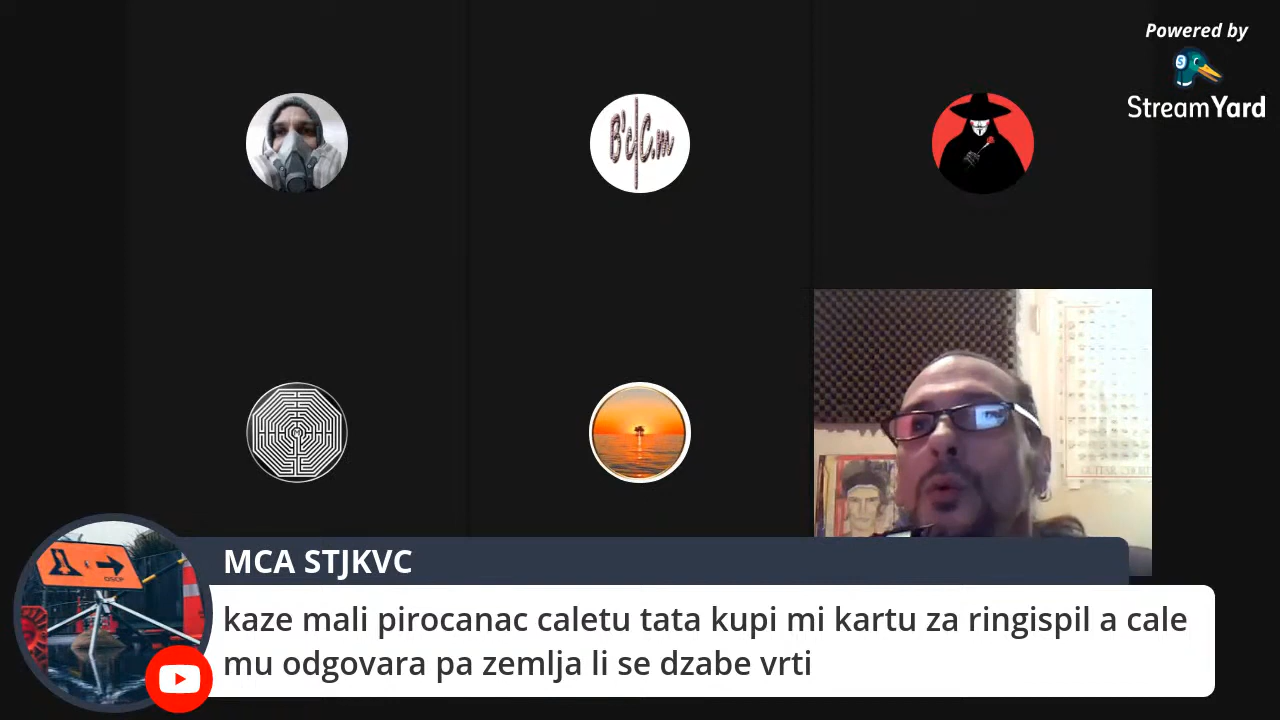 Powered by
StreamYard
B'c C.m
MCA STJKVC
kaze mali pirocanac caletu tata kupi mi kartu za ringispil a cale
mu odgovara pa zemlja li se dzabe vrti